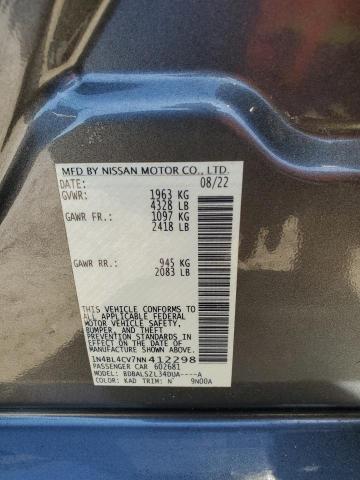 MFD BY NISSAN MOTOR CO., LTD.
DATE: 08/22
GVWR: 1963 KG
4328 LB
GAWR FR.: 1097 KG
2418 LB
GAWR RR.: 945 KG
2083 LB
THIS VEHICLE CONFORMS TO
ALL APPLICABLE FEDERAL
MOTOR VEHICLE SAFETY,
BUMPER, AND THEFT
PREVENTION STANDARDS IN
EFFECT ON THE DATE OF
MANUFACTURE SHOWN ABOVE.
1N4BL4CV7NN412298
PASSENGER CAR 602681
MODEL: BDBALSZL34DUA----A
COLOR: KAD TRIM: N 9N00A